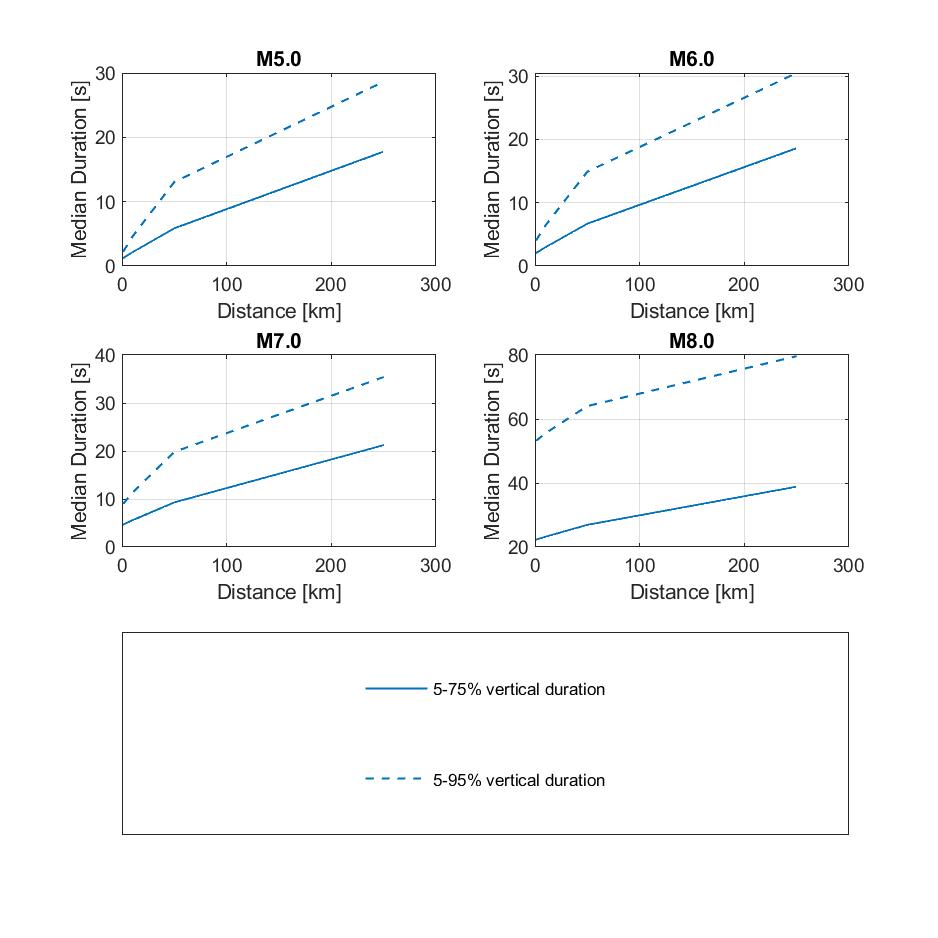 M5.0
Median Duration [s]
30
20
10
0
0 100 200 300
Distance [km]
M6.0
Median Duration [s]
30
20
10
0
0 100 200 300
Distance [km]
M7.0
Median Duration [s]
40
30
20
10
0
0 100 200 300
Distance [km]
M8.0
Median Duration [s]
80
60
40
20
0 100 200 300
Distance [km]
5-75% vertical duration
5-95% vertical duration